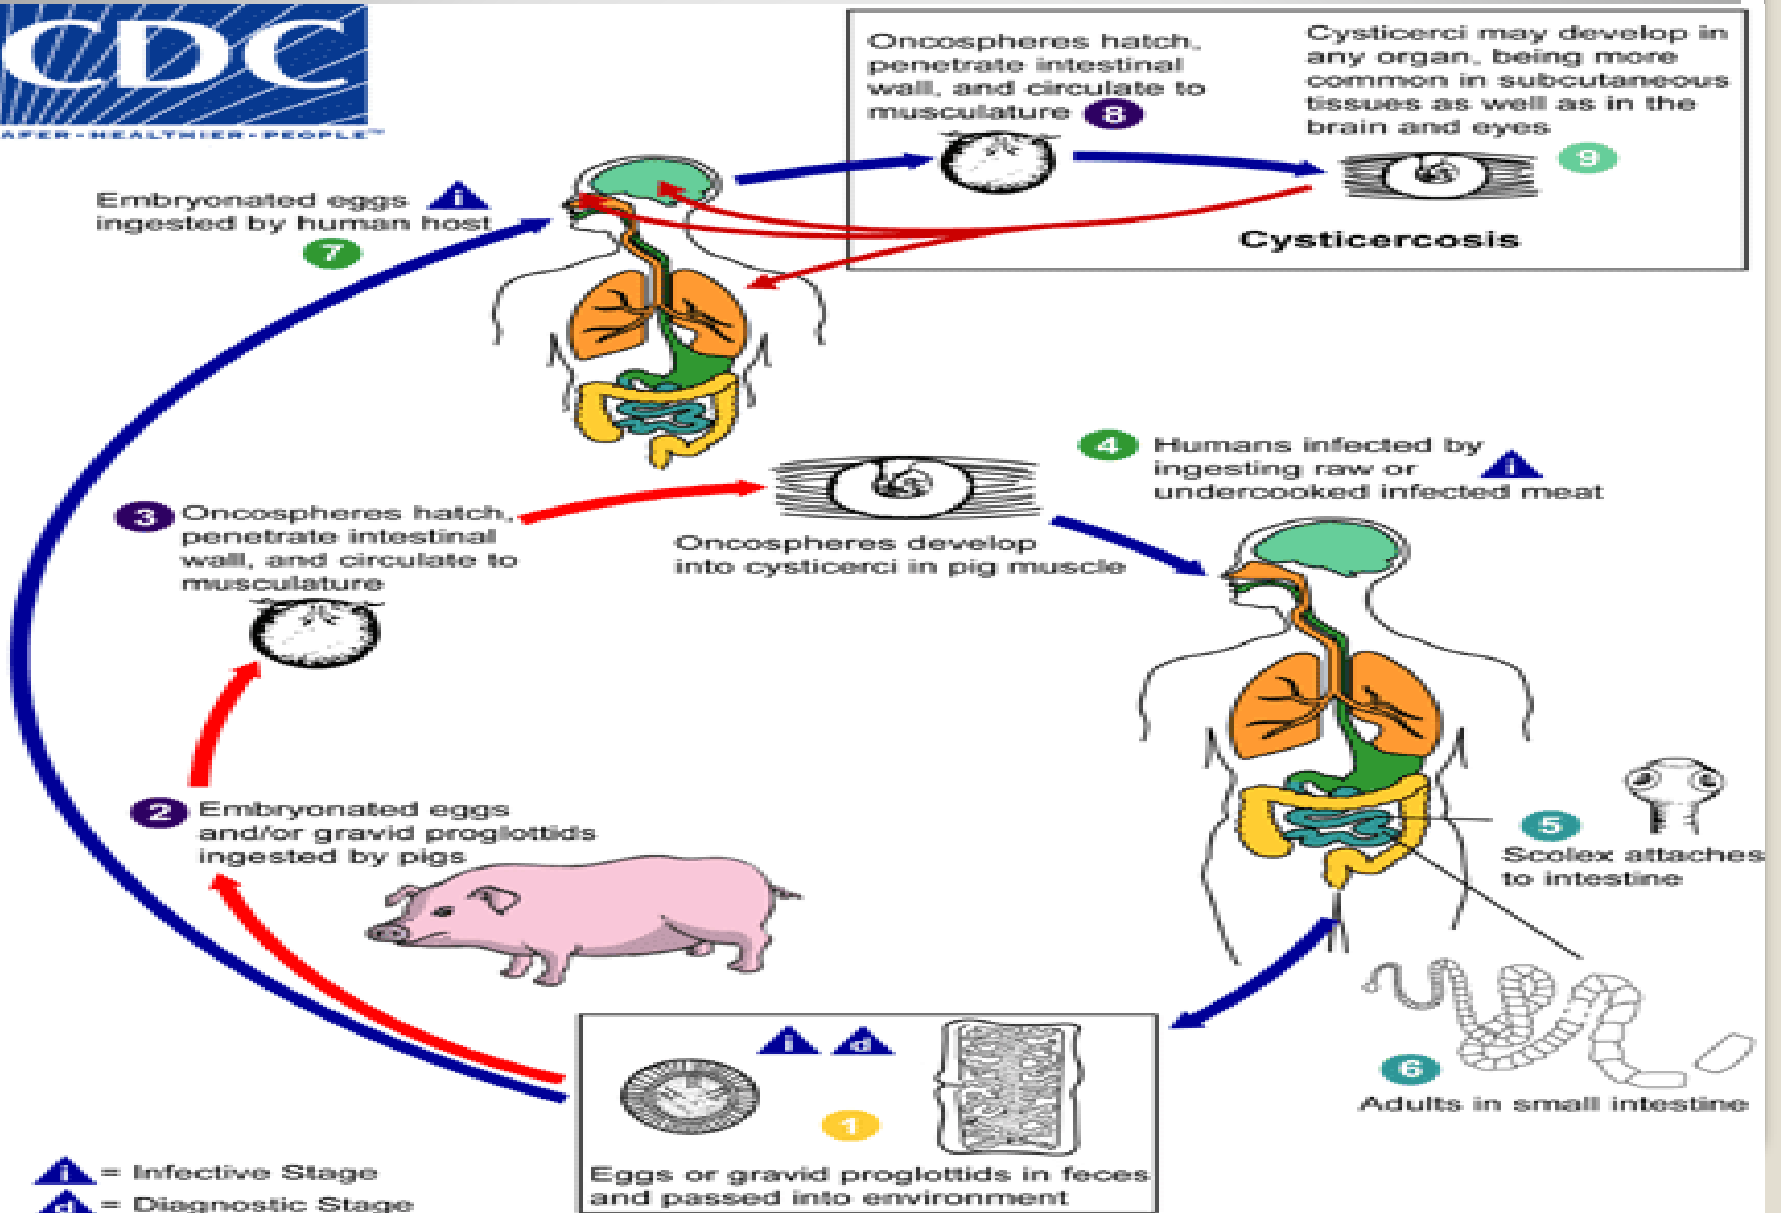 CDC
AFER • HEALTHIER • PEOPLE™
Oncospheres hatch,
penetrate intestinal
wall, and circulate to
musculature 8
Cysticerci may develop in
any organ, being more
common in subcutaneous
tissues as well as in the
brain and eyes
9
Cysticercosis
Embryonated eggs i
ingested by human host
7
4 Humans infected by
ingesting raw or i
undercooked infected meat
3 Oncospheres hatch,
penetrate intestinal
wall, and circulate to
musculature
Oncospheres develop
into cysticerci in pig muscle
2 Embryonated eggs
and/or gravid proglottids
ingested by pigs
5
Scolex attaches
to intestine
6
Adults in small intestine
i d
1
Eggs or gravid proglottids in feces
and passed into environment
i = Infective Stage
d = Diagnostic Stage